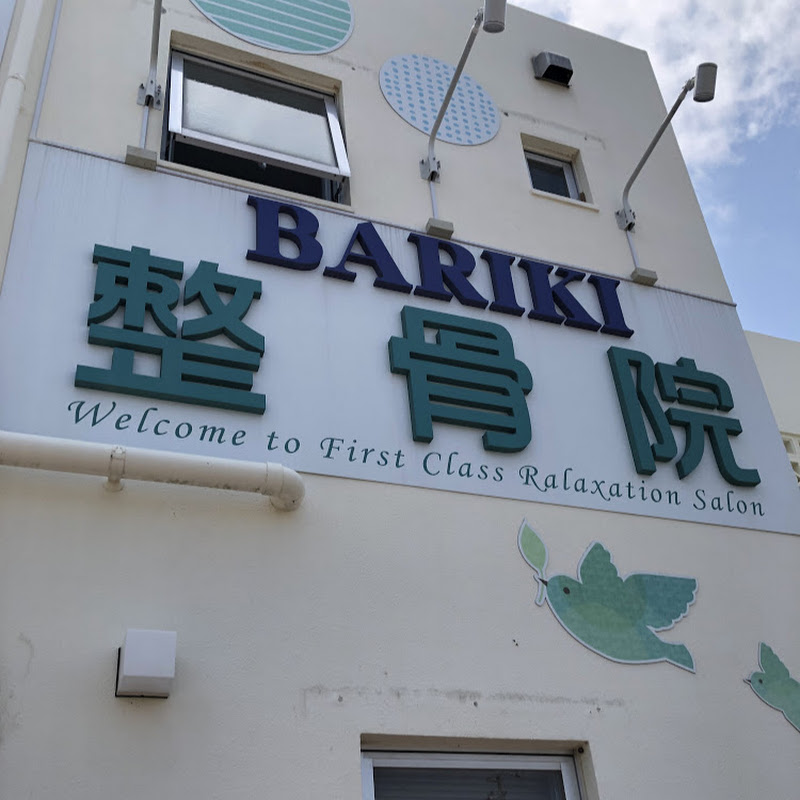 BARIKI
整骨院
Welcome to First Class Ralaxation Salon